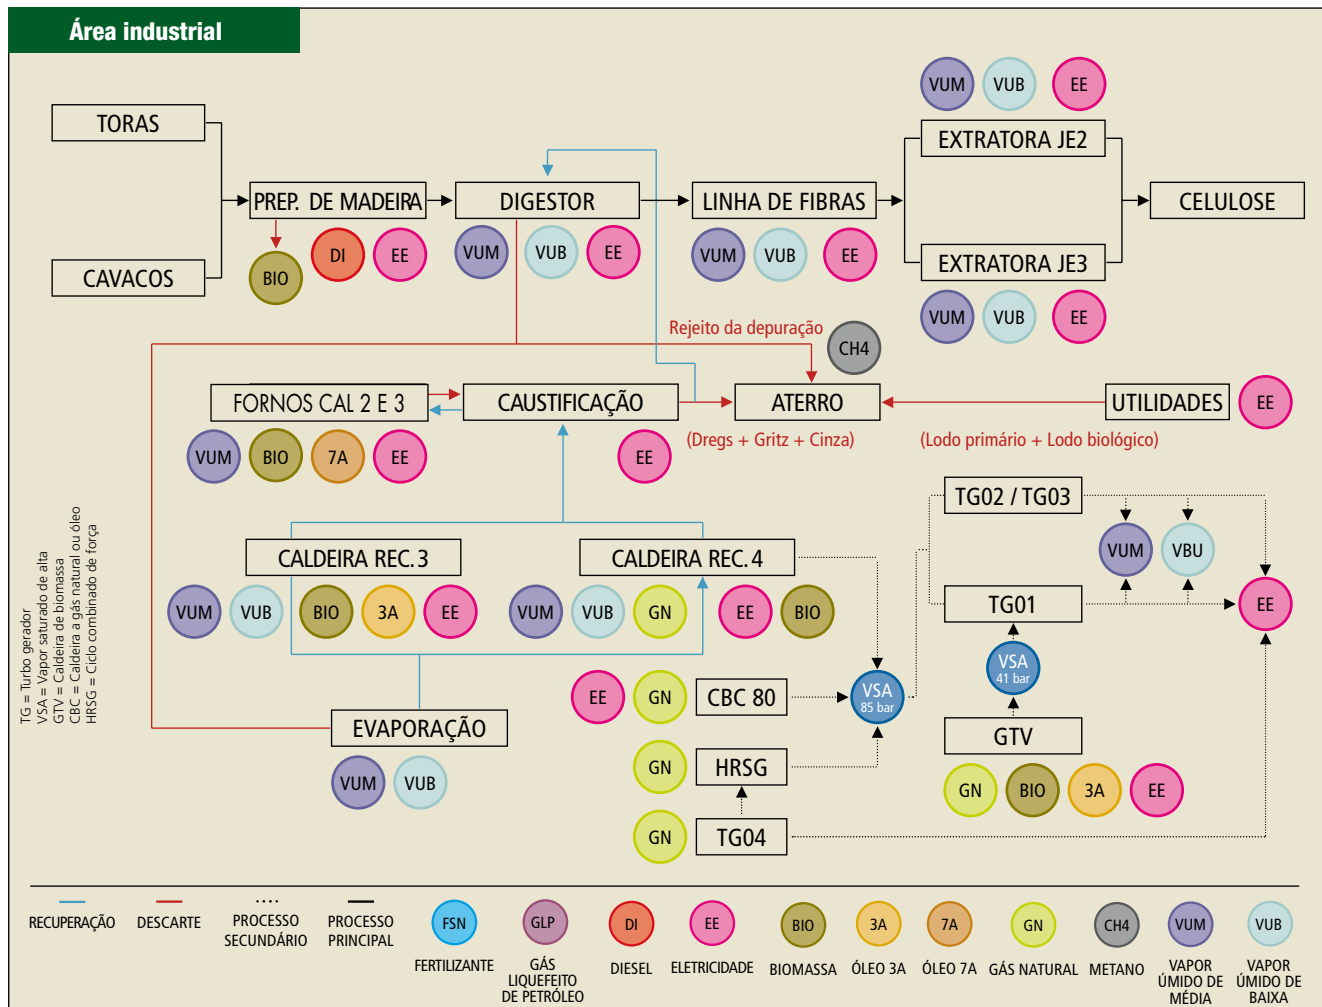 Área industrial
VUM VUB EE
TORAS
EXTRATORA JE2
PREP. DE MADEIRA
DIGESTOR
LINHA DE FIBRAS
CELULOSE
CAVACOS
BIO DI EE
VUM VUB EE
VUM VUB EE
EXTRATORA JE3
VUM VUB EE
Rejeito da depuração
CH4
FORNOS CAL 2 E 3
CAUSTIFICAÇÃO
ATERRO
UTILIDADES
EE
(Dregs + Gritz + Cinza)
(Lodo primário + Lodo biológico)
VUM BIO 7A EE
EE
TG02 / TG03
VUM VBU
CALDEIRA REC. 3
CALDEIRA REC. 4
VUM VUB BIO 3A EE
VUM VUB GN EE BIO
TG01
EE
VSA
41 bar
EE GN
CBC 80
VSA
85 bar
EVAPORAÇÃO
GTV
VUM VUB
GN
HRSG
GN BIO 3A EE
GN
TG04
TG = Turbo gerador
VSA = Vapor saturado de alta
GTV = Caldeira de biomassa
CBC = Caldeira a gás natural ou óleo
HRSG = Ciclo combinado de força
RECUPERAÇÃO
DESCARTE
PROCESSO
SECUNDÁRIO
PROCESSO
PRINCIPAL
FSN
FERTILIZANTE
GLP
GÁS
LIQUEFEITO
DE PETRÓLEO
DI
DIESEL
EE
ELETRICIDADE
BIO
BIOMASSA
3A
ÓLEO 3A
7A
ÓLEO 7A
GN
GÁS NATURAL
CH4
METANO
VUM
VAPOR
ÚMIDO DE
MÉDIA
VUB
VAPOR
ÚMIDO DE
BAIXA